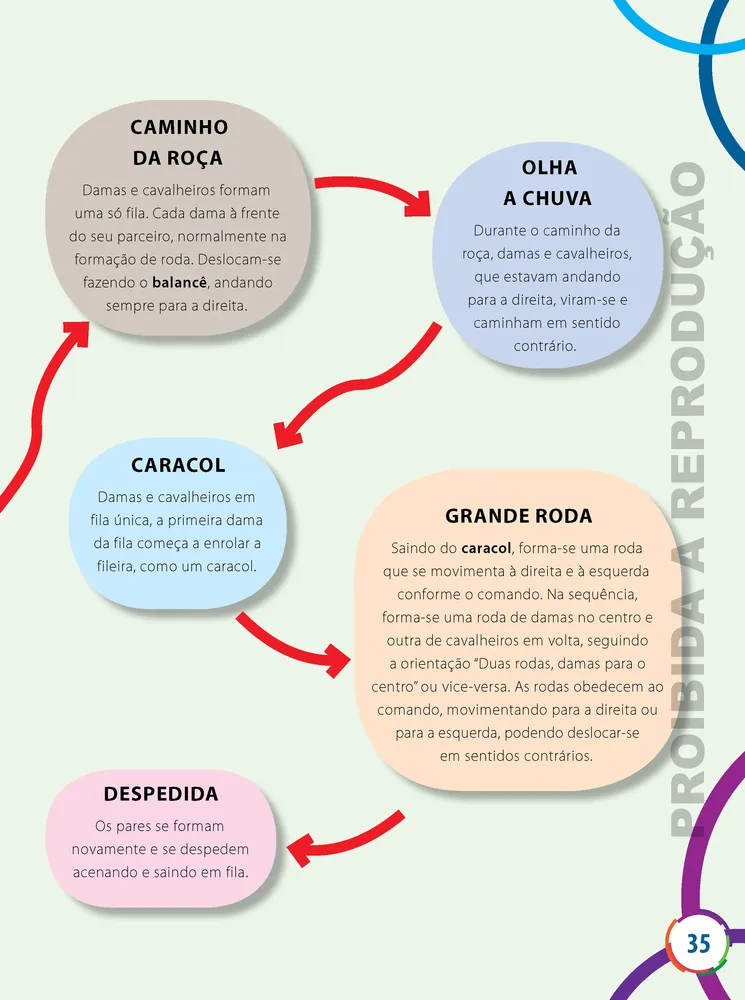 CAMINHO
DA ROÇA
Damas e cavalheiros formam
uma só fila. Cada dama à frente
do seu parceiro, normalmente na
formação de roda. Deslocam-se
fazendo o balancê, andando
sempre para a direita.
OLHA
A CHUVA
Durante o caminho da
roça, damas e cavalheiros,
que estavam andando
para a direita, viram-se e
caminham em sentido
contrário.
CARACOL
Damas e cavalheiros em
fila única, a primeira dama
da fila começa a enrolar a
fileira, como um caracol.
GRANDE RODA
Saindo do caracol, forma-se uma roda
que se movimenta à direita e à esquerda
conforme o comando. Na sequência,
forma-se uma roda de damas no centro e
outra de cavalheiros em volta, seguindo
a orientação “Duas rodas, damas para o
centro” ou vice-versa. As rodas obedecem ao
comando, movimentando para a direita ou
para a esquerda, podendo deslocar-se
em sentidos contrários.
DESPEDIDA
Os pares se formam
novamente e se despedem
acenando e saindo em fila.
PROIBIDA A REPRODUÇÃO
35